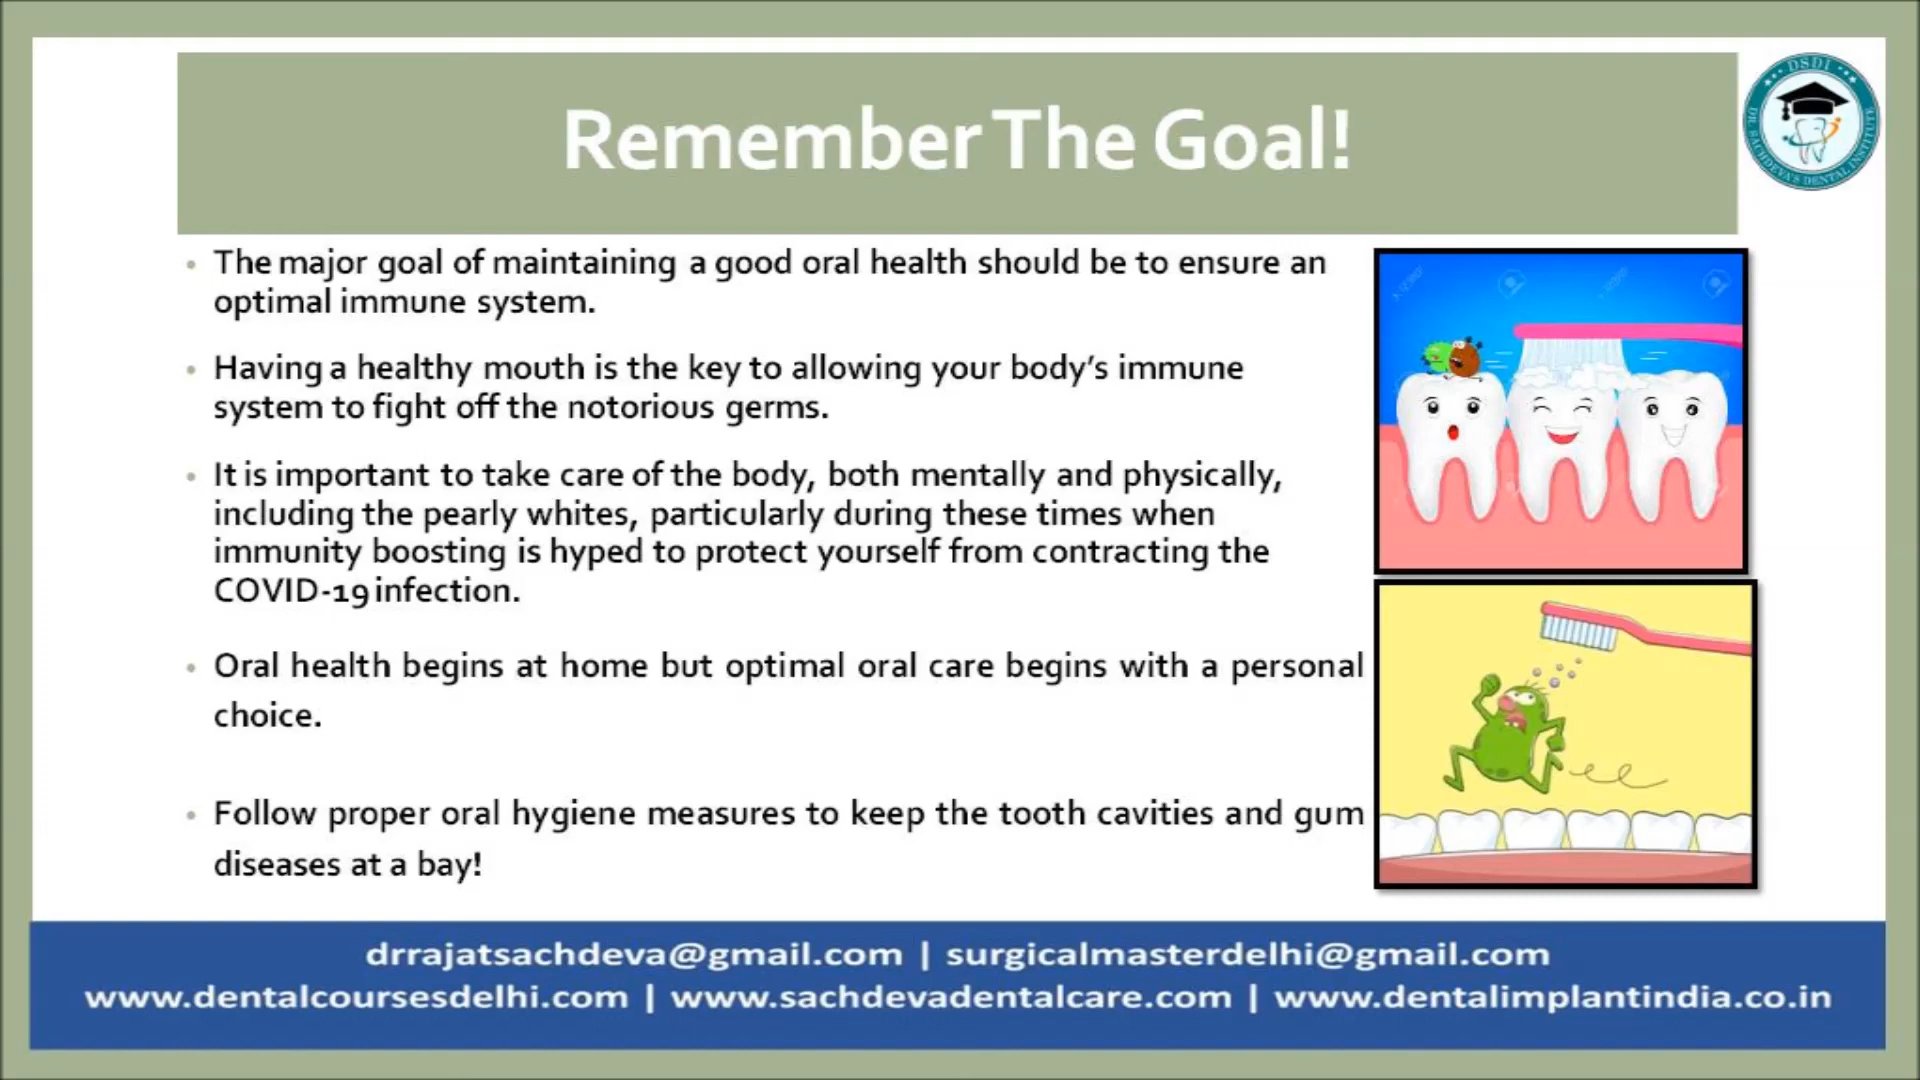 Remember The Goal!
DSDI
DR. SACHDEVA'S DENTAL INSTITUTE
• The major goal of maintaining a good oral health should be to ensure an
optimal immune system.
• Having a healthy mouth is the key to allowing your body's immune
system to fight off the notorious germs.
• It is important to take care of the body, both mentally and physically,
including the pearly whites, particularly during these times when
immunity boosting is hyped to protect yourself from contracting the
COVID-19 infection.
• Oral health begins at home but optimal oral care begins with a personal
choice.
• Follow proper oral hygiene measures to keep the tooth cavities and gum
diseases at a bay!
drrajatsachdeva@gmail.com | surgicalmasterdelhi@gmail.com
www.dentalcoursesdelhi.com | www.sachdevadentalcare.com | www.dentalimplantindia.co.in